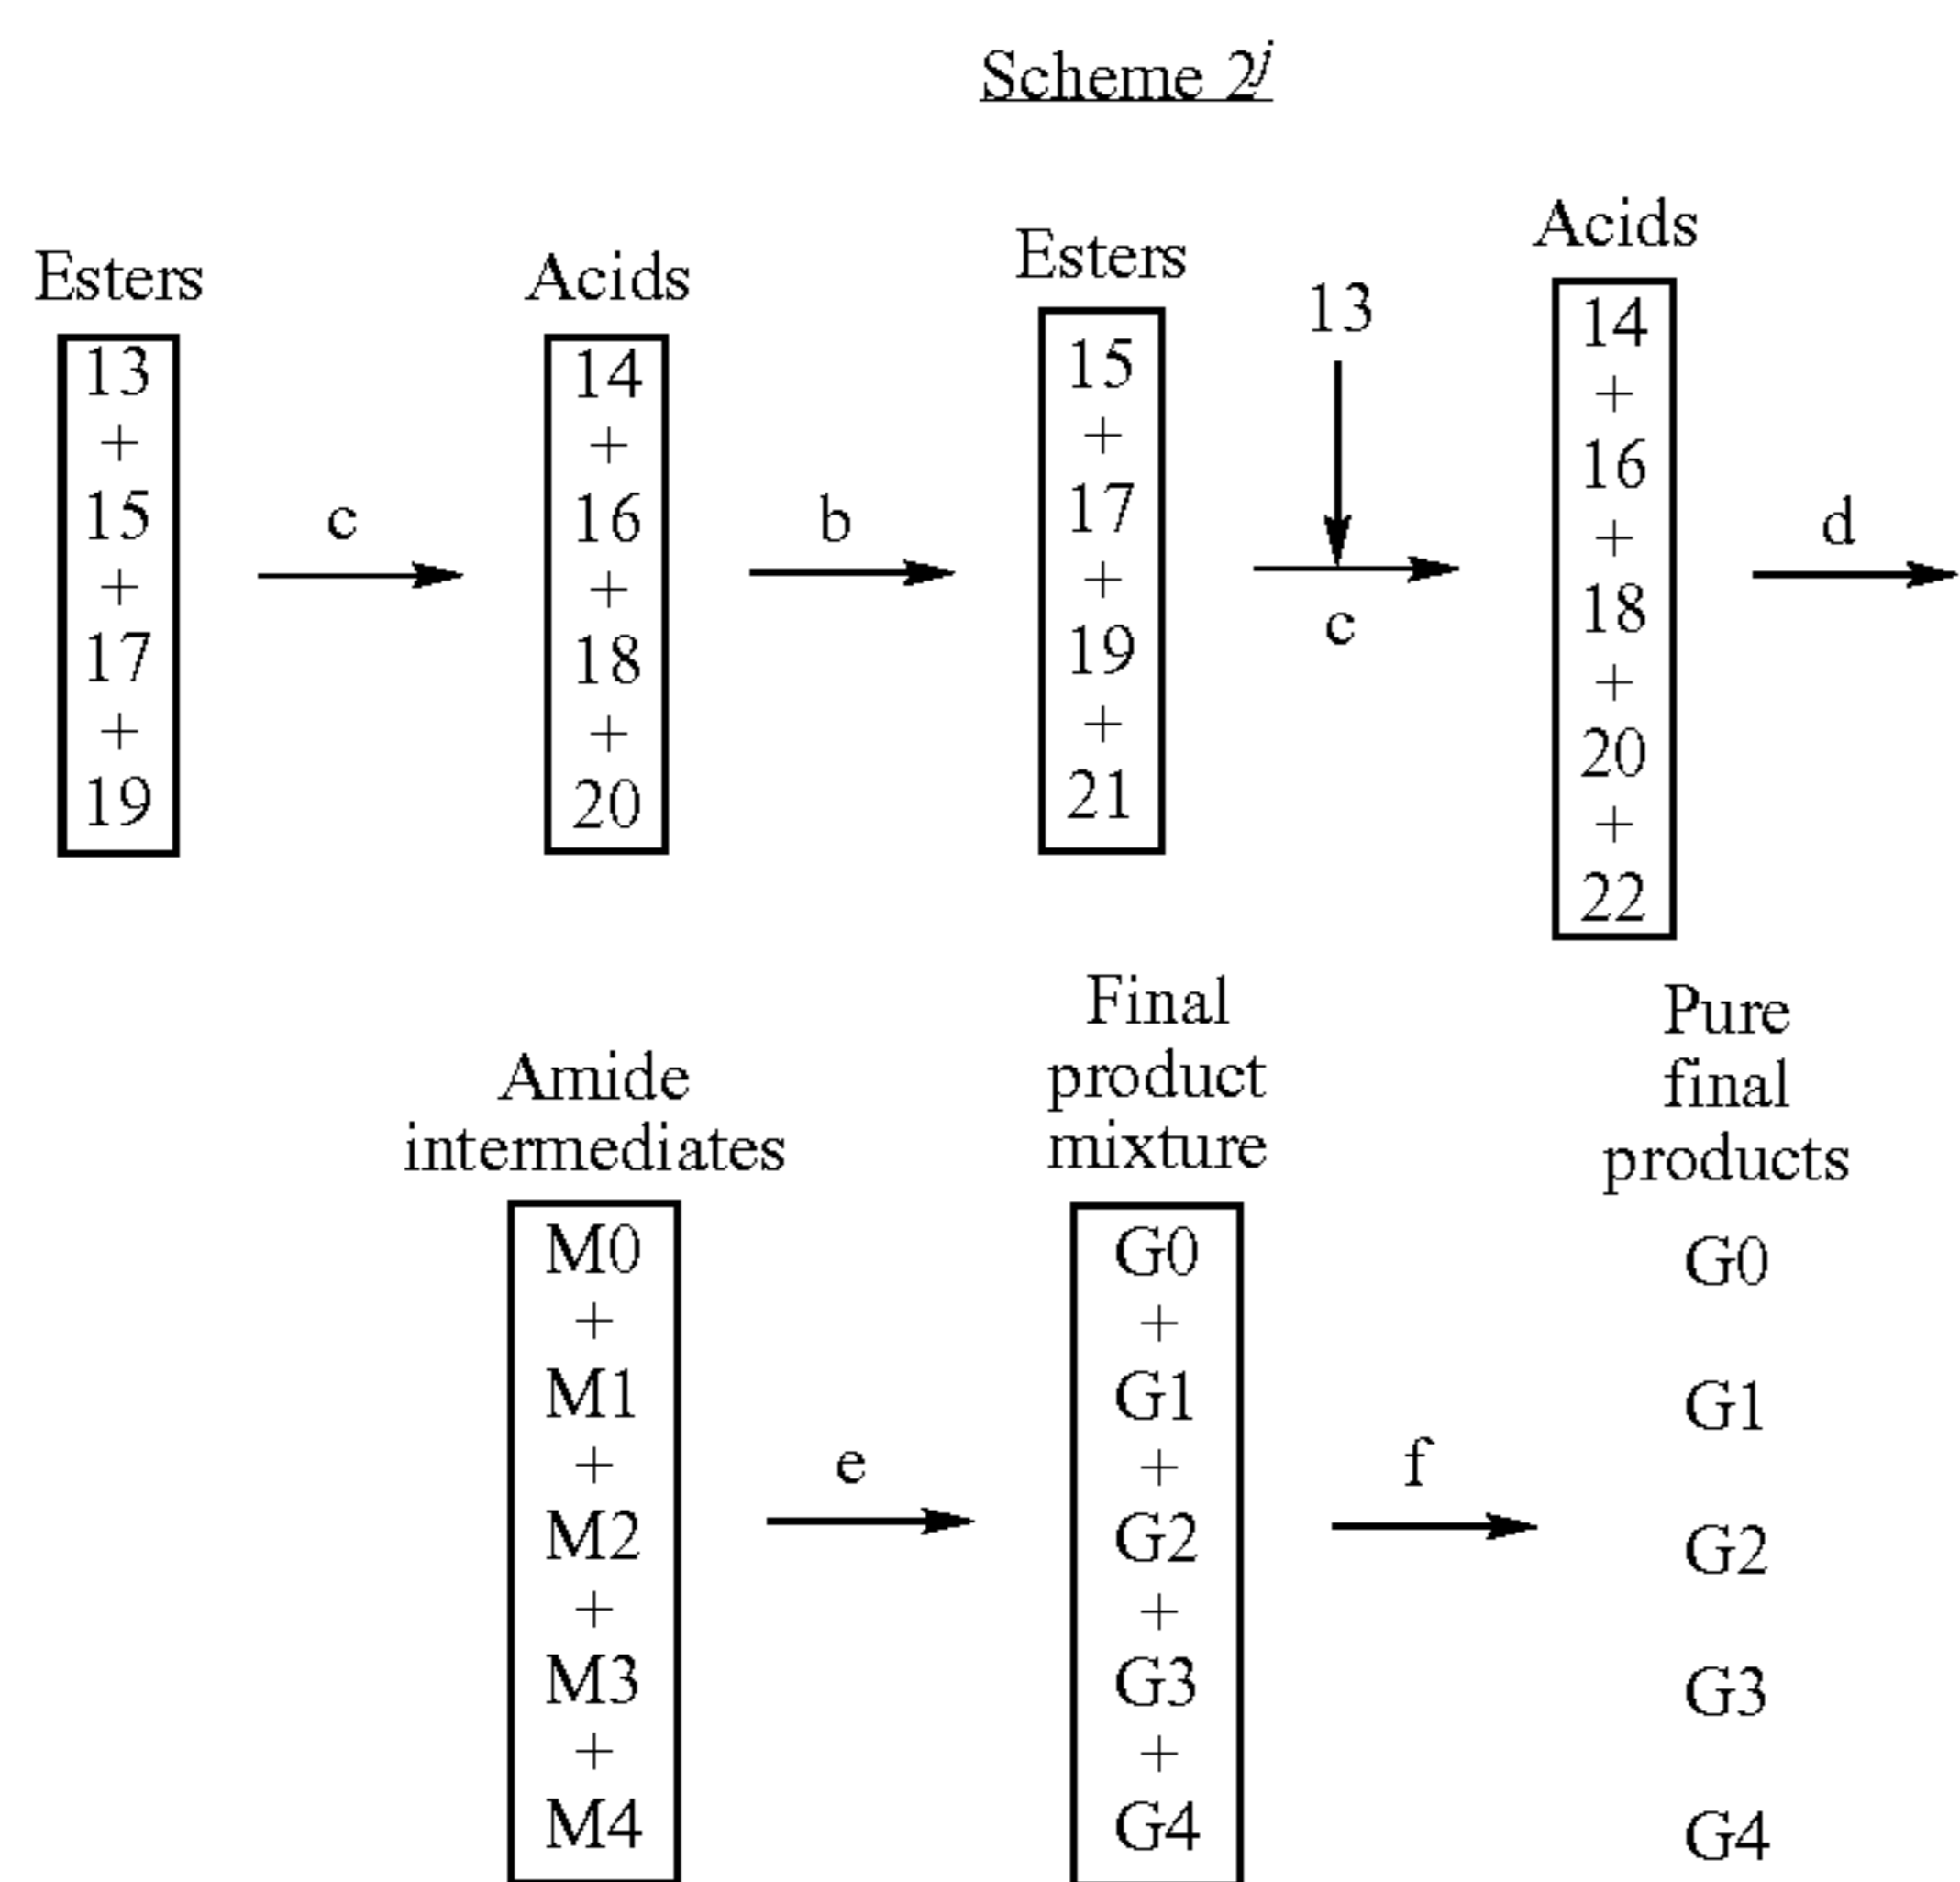 Scheme 2j
Esters
13
+
15
+
17
+
19
c
Acids
14
+
16
+
18
+
20
b
Esters
15
+
17
+
19
+
21
13
c
Acids
14
+
16
+
18
+
20
+
22
d
Amide
intermediates
M0
+
M1
+
M2
+
M3
+
M4
e
Final
product
mixture
G0
+
G1
+
G2
+
G3
+
G4
f
Pure
final
products
G0
G1
G2
G3
G4